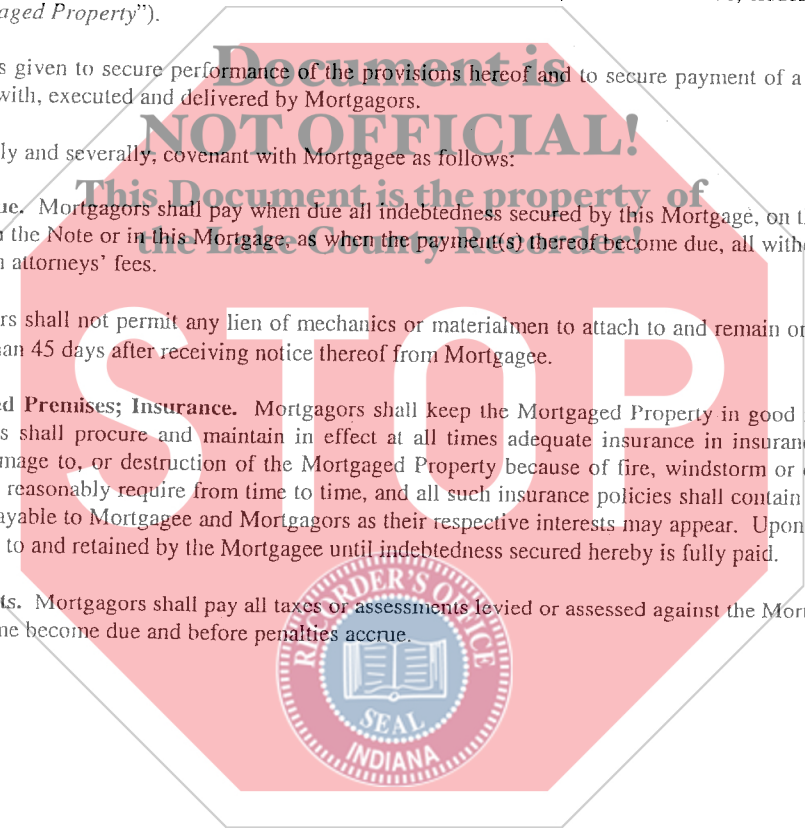 aged Property”).
s given to secure performance of the provisions hereof and to secure payment of a
with, executed and delivered by Mortgagors.
ly and severally, covenant with Mortgagee as follows:
ue. Mortgagors shall pay when due all indebtedness secured by this Mortgage, on t
the Note or in this Mortgage, as when the payment(s) thereof become due, all with
attorneys’ fees.
rs shall not permit any lien of mechanics or materialmen to attach to and remain or
an 45 days after receiving notice thereof from Mortgagee.
ed Premises; Insurance. Mortgagors shall keep the Mortgaged Property in good
s shall procure and maintain in effect at all times adequate insurance in insuranc
mage to, or destruction of the Mortgaged Property because of fire, windstorm or
reasonably require from time to time, and all such insurance policies shall contain
ayable to Mortgagee and Mortgagors as their respective interests may appear. Upon
to and retained by the Mortgagee until indebtedness secured hereby is fully paid.
ts. Mortgagors shall pay all taxes or assessments levied or assessed against the Mor
me become due and before penalties accrue.
Document is
NOT OFFICIAL!
This Document is the property of
the Lake County Recorder!
STOP
RECORDER'S OFFICE
SEAL
INDIANA